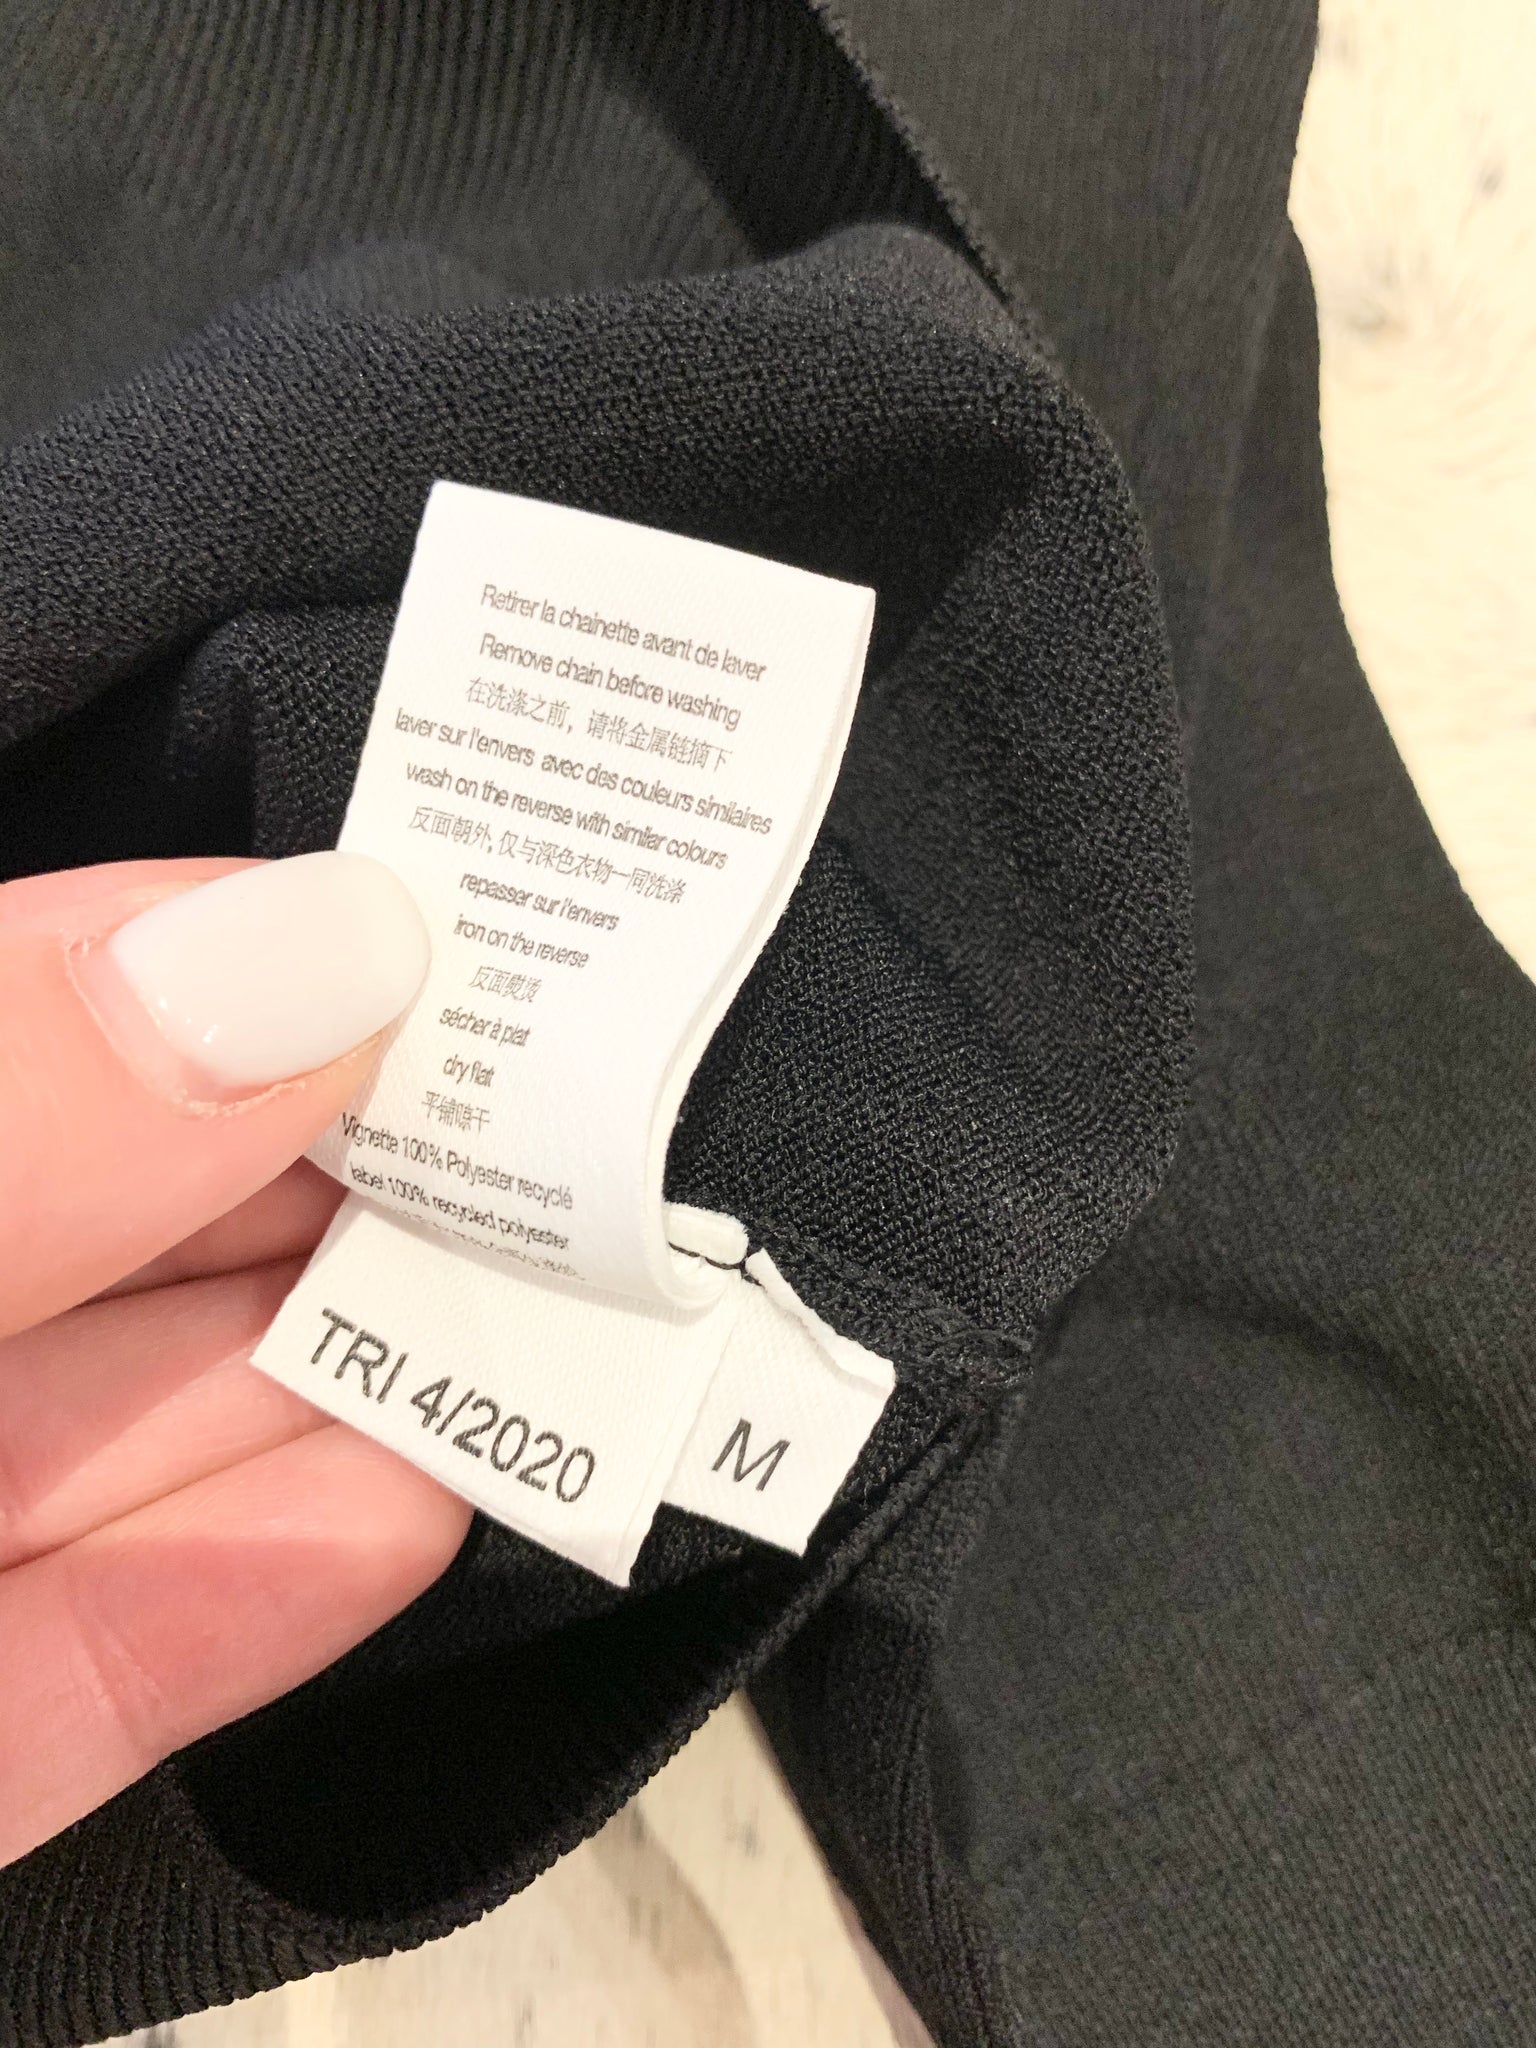 Retirer la chainette avant de laver
Remove chain before washing
在洗涤之前，请将金属链摘下
laver sur l'envers avec des couleurs similaires
wash on the reverse with similar colours
反面朝外, 仅与深色衣物一同洗涤
repasser sur l'envers
iron on the reverse
反面熨烫
sécher à plat
dry flat
平铺晾干
Vignette 100% Polyester recyclé
label 100% recycled polyester
TRI 4/2020
M